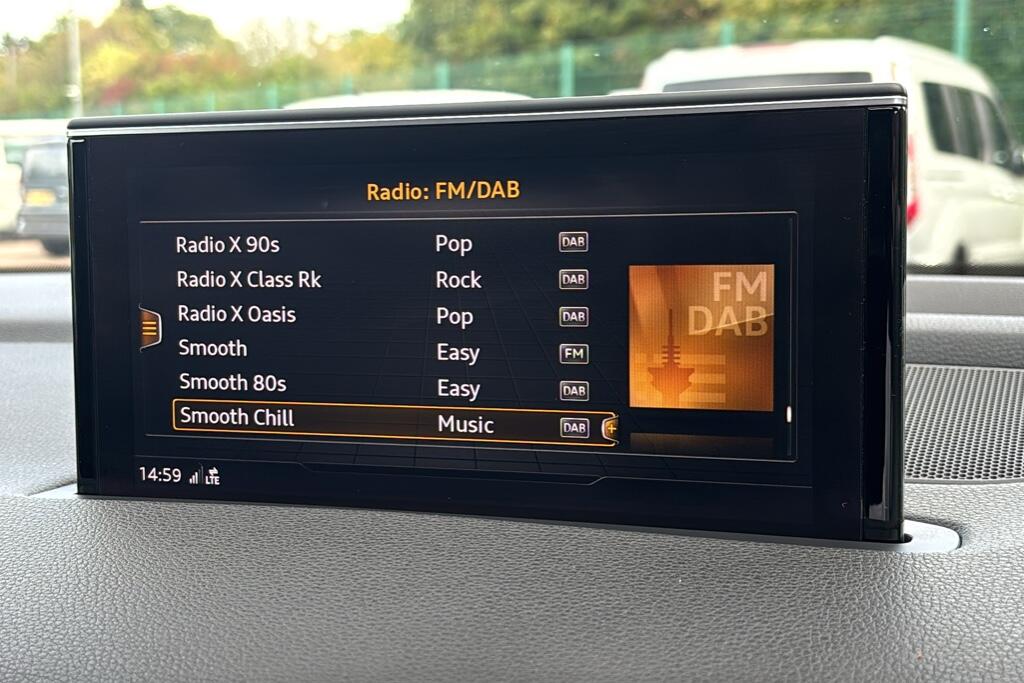 Radio: FM/DAB
Radio X 90s Pop DAB
Radio X Class Rk Rock DAB
Radio X Oasis Pop DAB
Smooth Easy FM
Smooth 80s Easy DAB
Smooth Chill Music DAB
FM
DAB
14:59 LTE